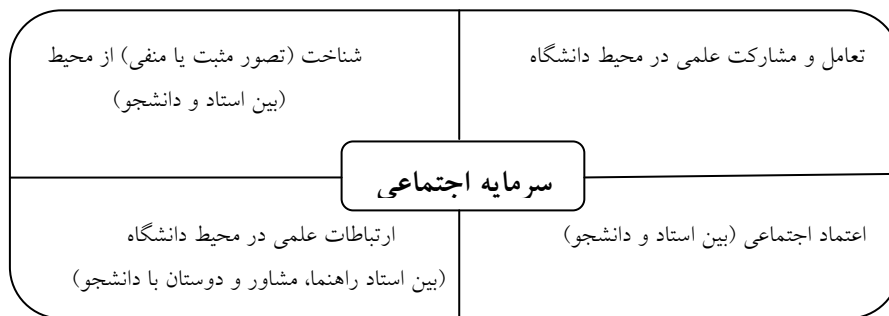 تعامل و مشارکت علمی در محیط دانشگاه
شناخت (تصور مثبت یا منفی) از محیط
(بین استاد و دانشجو)
سرمایه اجتماعی
اعتماد اجتماعی (بین استاد و دانشجو)
ارتباطات علمی در محیط دانشگاه
(بین استاد راهنما، مشاور و دوستان با دانشجو)